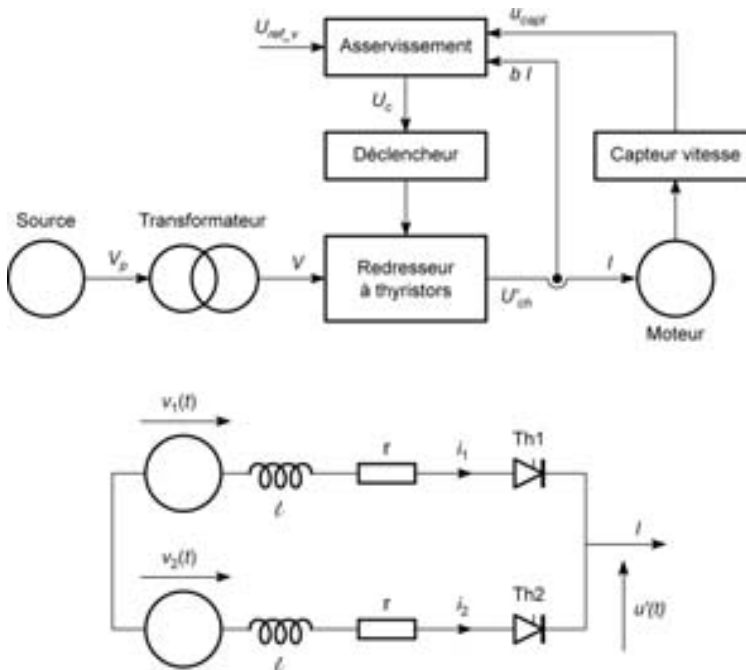 U_ref_v
Asservissement
u_capt
b I
U_c
Déclencheur
Capteur vitesse
Source
Transformateur
V_p
V
Redresseur
à thyristors
U'_ch
I
Moteur
v_1(t)
ℓ
r
i_1
Th1
I
v_2(t)
ℓ
r
i_2
Th2
u'(t)